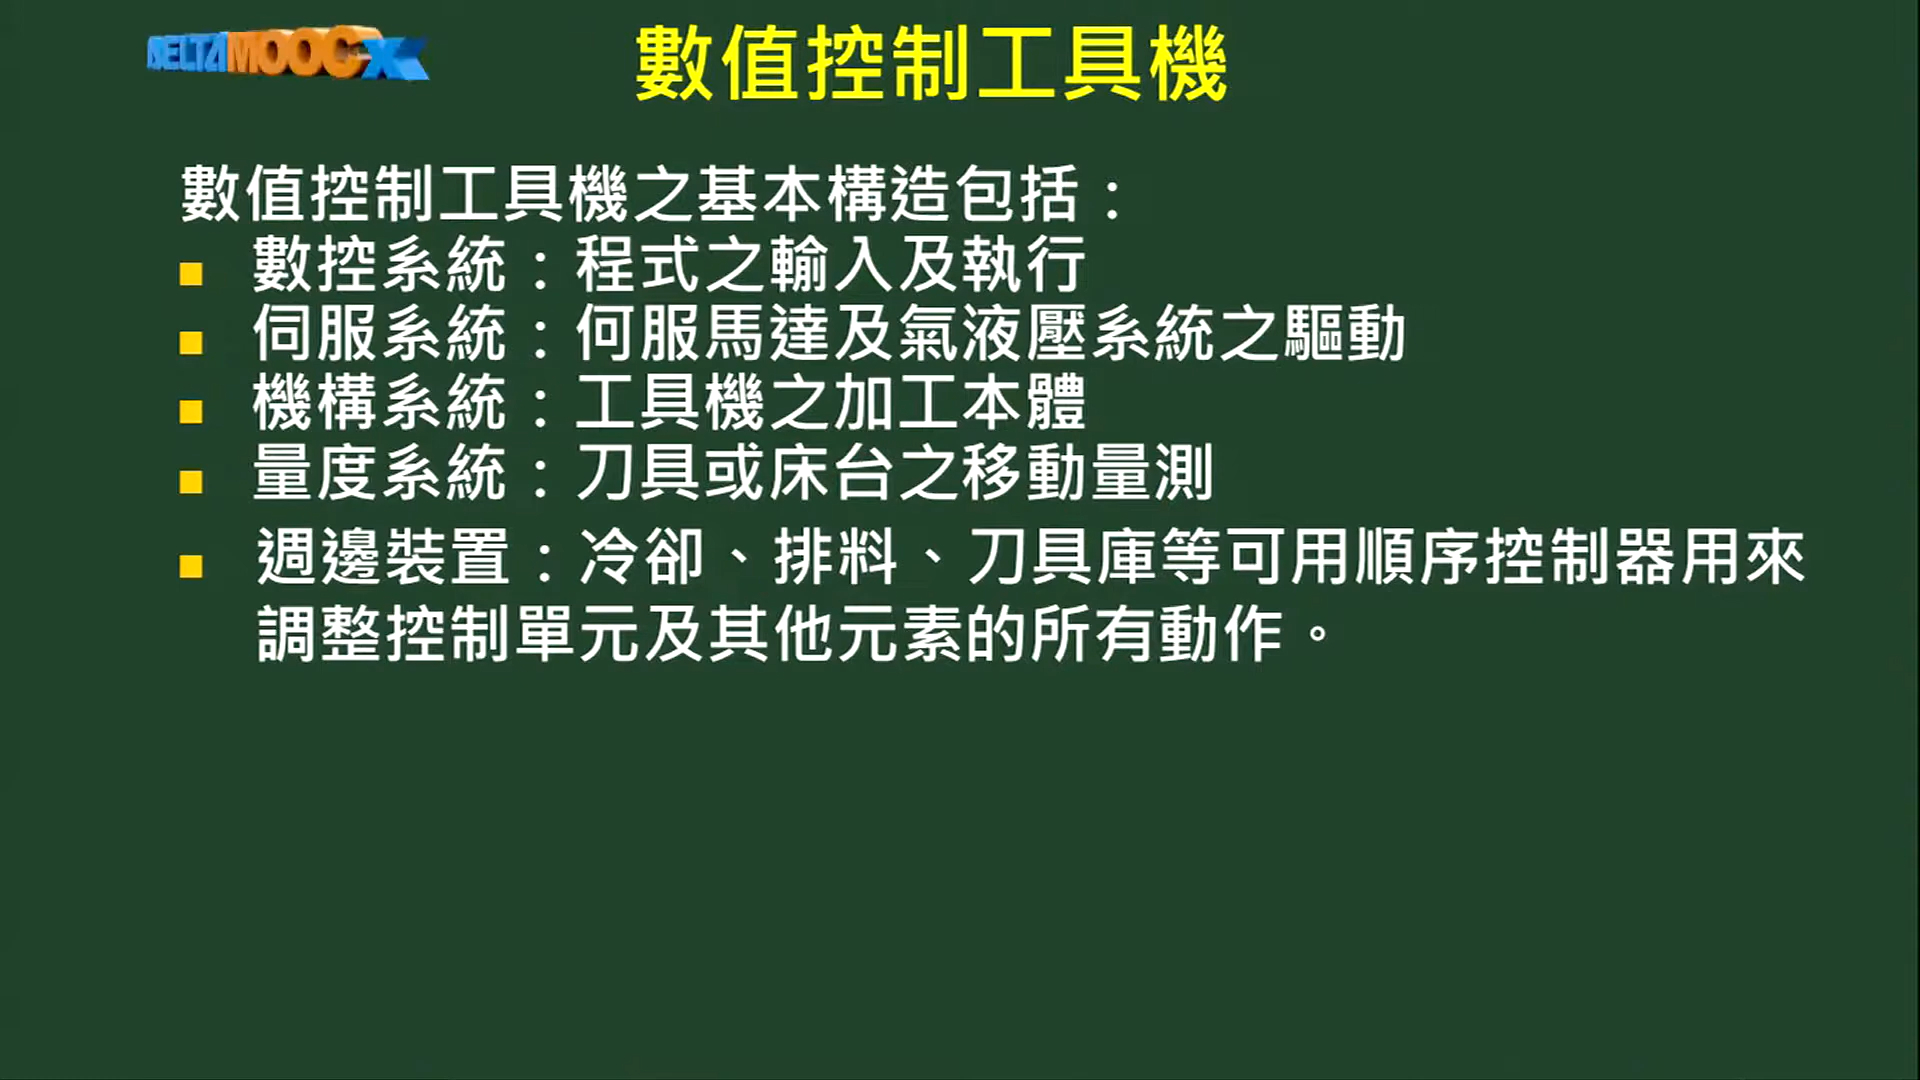 DELTAMOOCx
數值控制工具機
數值控制工具機之基本構造包括：
數控系統：程式之輸入及執行
伺服系統：何服馬達及氣液壓系統之驅動
機構系統：工具機之加工本體
量度系統：刀具或床台之移動量測
週邊裝置：冷卻、排料、刀具庫等可用順序控制器用來
調整控制單元及其他元素的所有動作。